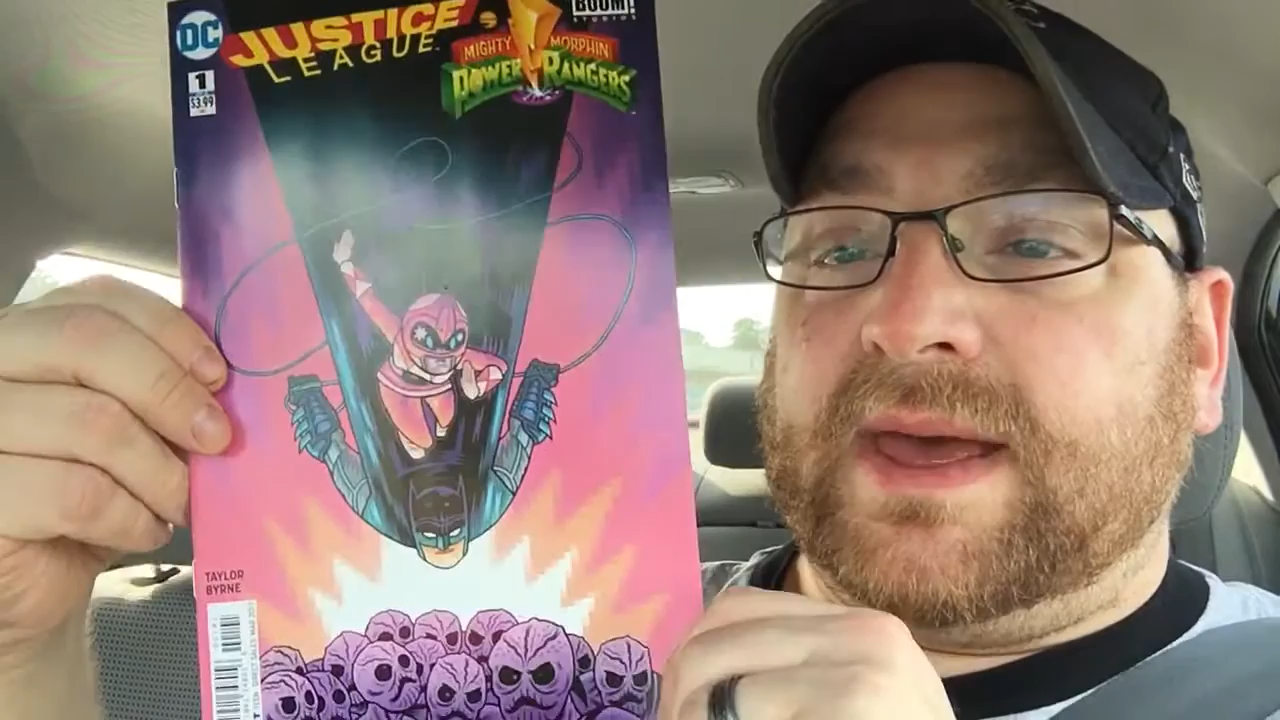 DC
JUSTICE
LEAGUE
BOOM!
STUDIOS
MIGHTY MORPHIN
POWER RANGERS
1
$3.99
TAYLOR
BYRNE